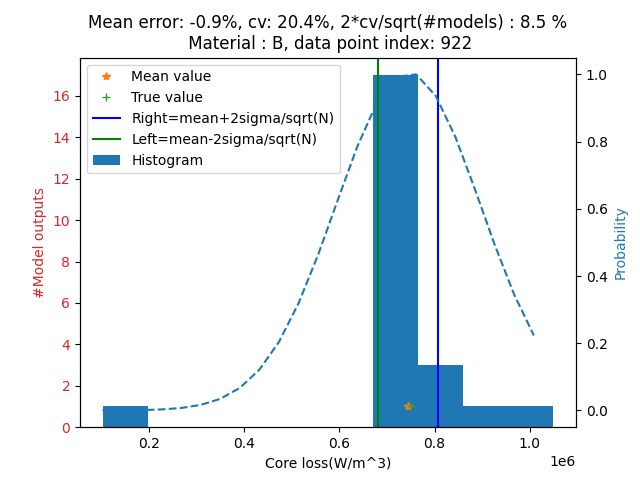 Mean error: -0.9%, cv: 20.4%, 2*cv/sqrt(#models) : 8.5 %
Material : B, data point index: 922
Mean value
True value
Right=mean+2sigma/sqrt(N)
Left=mean-2sigma/sqrt(N)
Histogram
#Model outputs
16
14
12
10
8
6
4
2
0
1.0
0.8
0.6
0.4
0.2
0.0
Probability
0.2 0.4 0.6 0.8 1.0
1e6
Core loss(W/m^3)